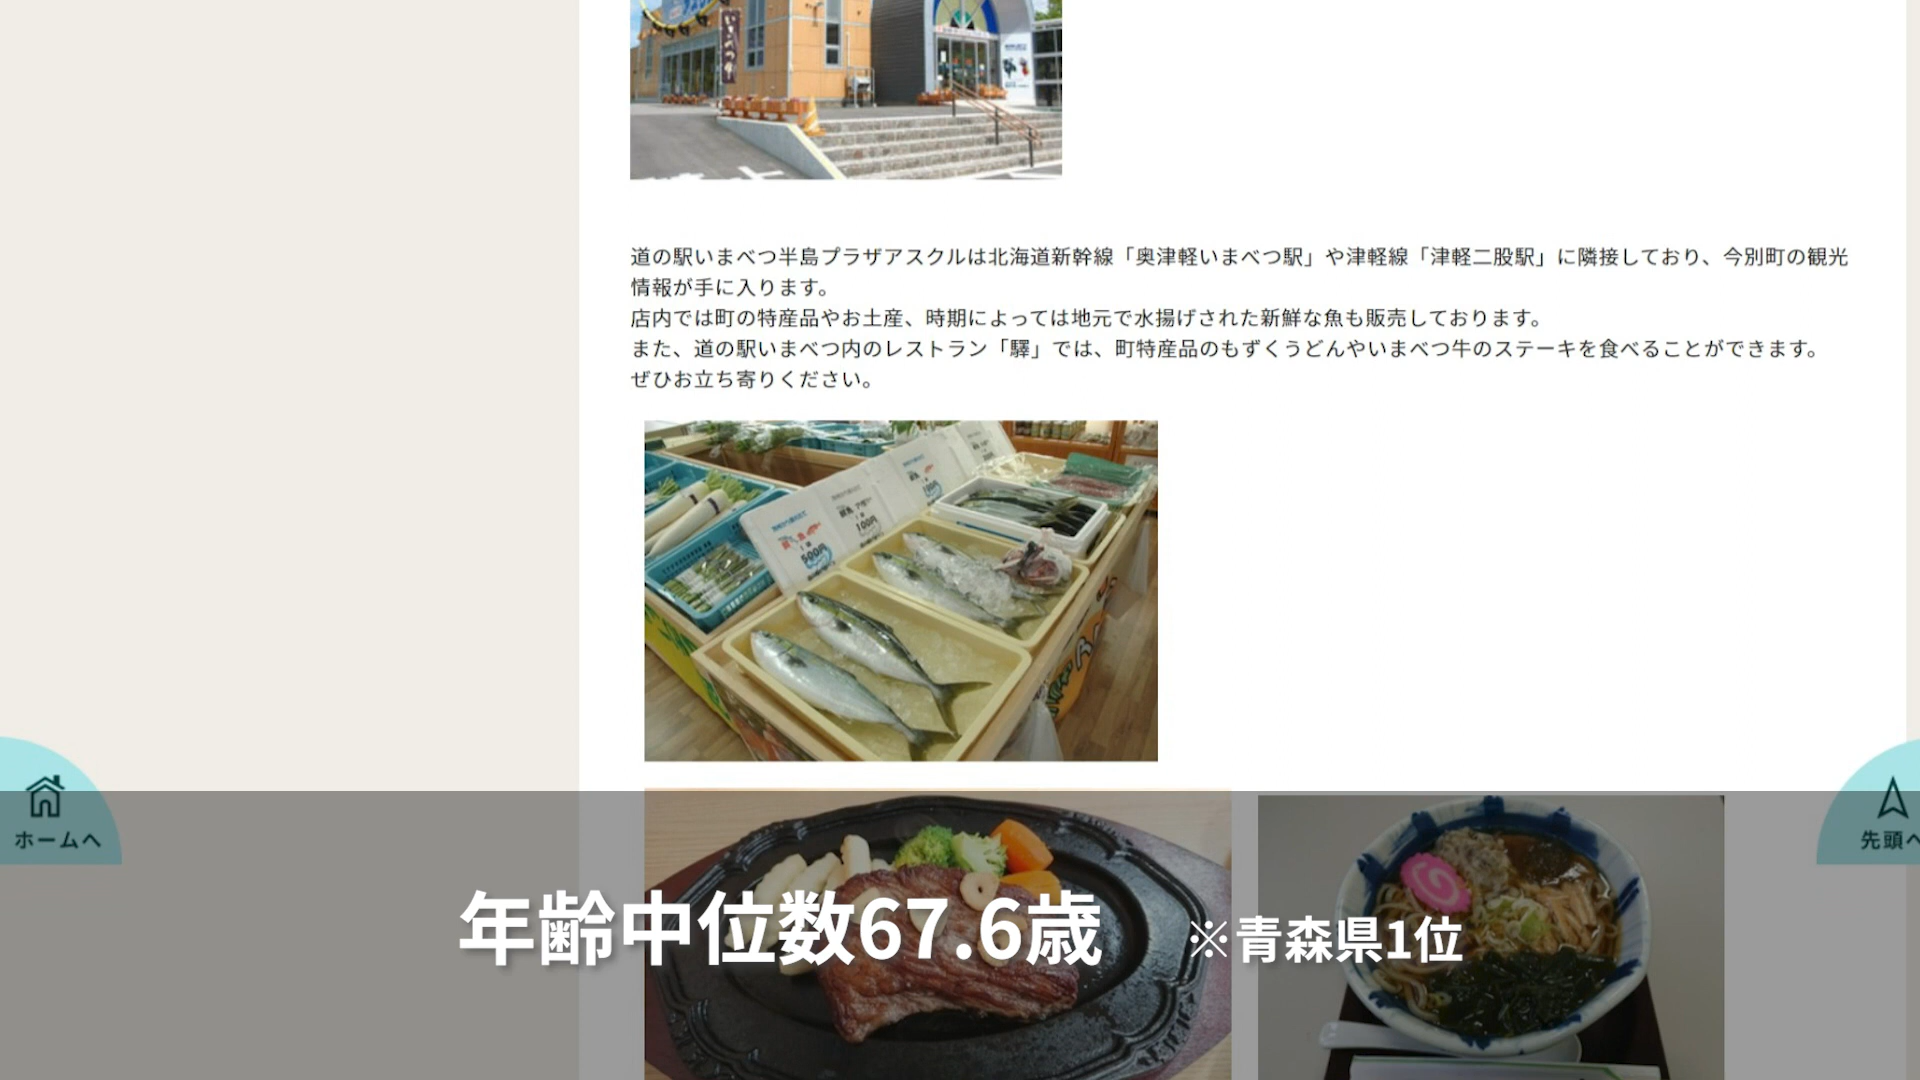 道の駅いまべつ半島プラザアスクルは北海道新幹線「奥津軽いまべつ駅」や津軽線「津軽二股駅」に隣接しており、今別町の観光
情報が手に入ります。
店内では町の特産品やお土産、時期によっては地元で水揚げされた新鮮な魚も販売しております。
また、道の駅いまべつ内のレストラン「驛」では、町特産品のもずくうどんやいまべつ牛のステーキを食べることができます。
ぜひお立ち寄りください。
500円
100円
ホームへ
先頭へ
年齢中位数67.6歳 ※青森県1位